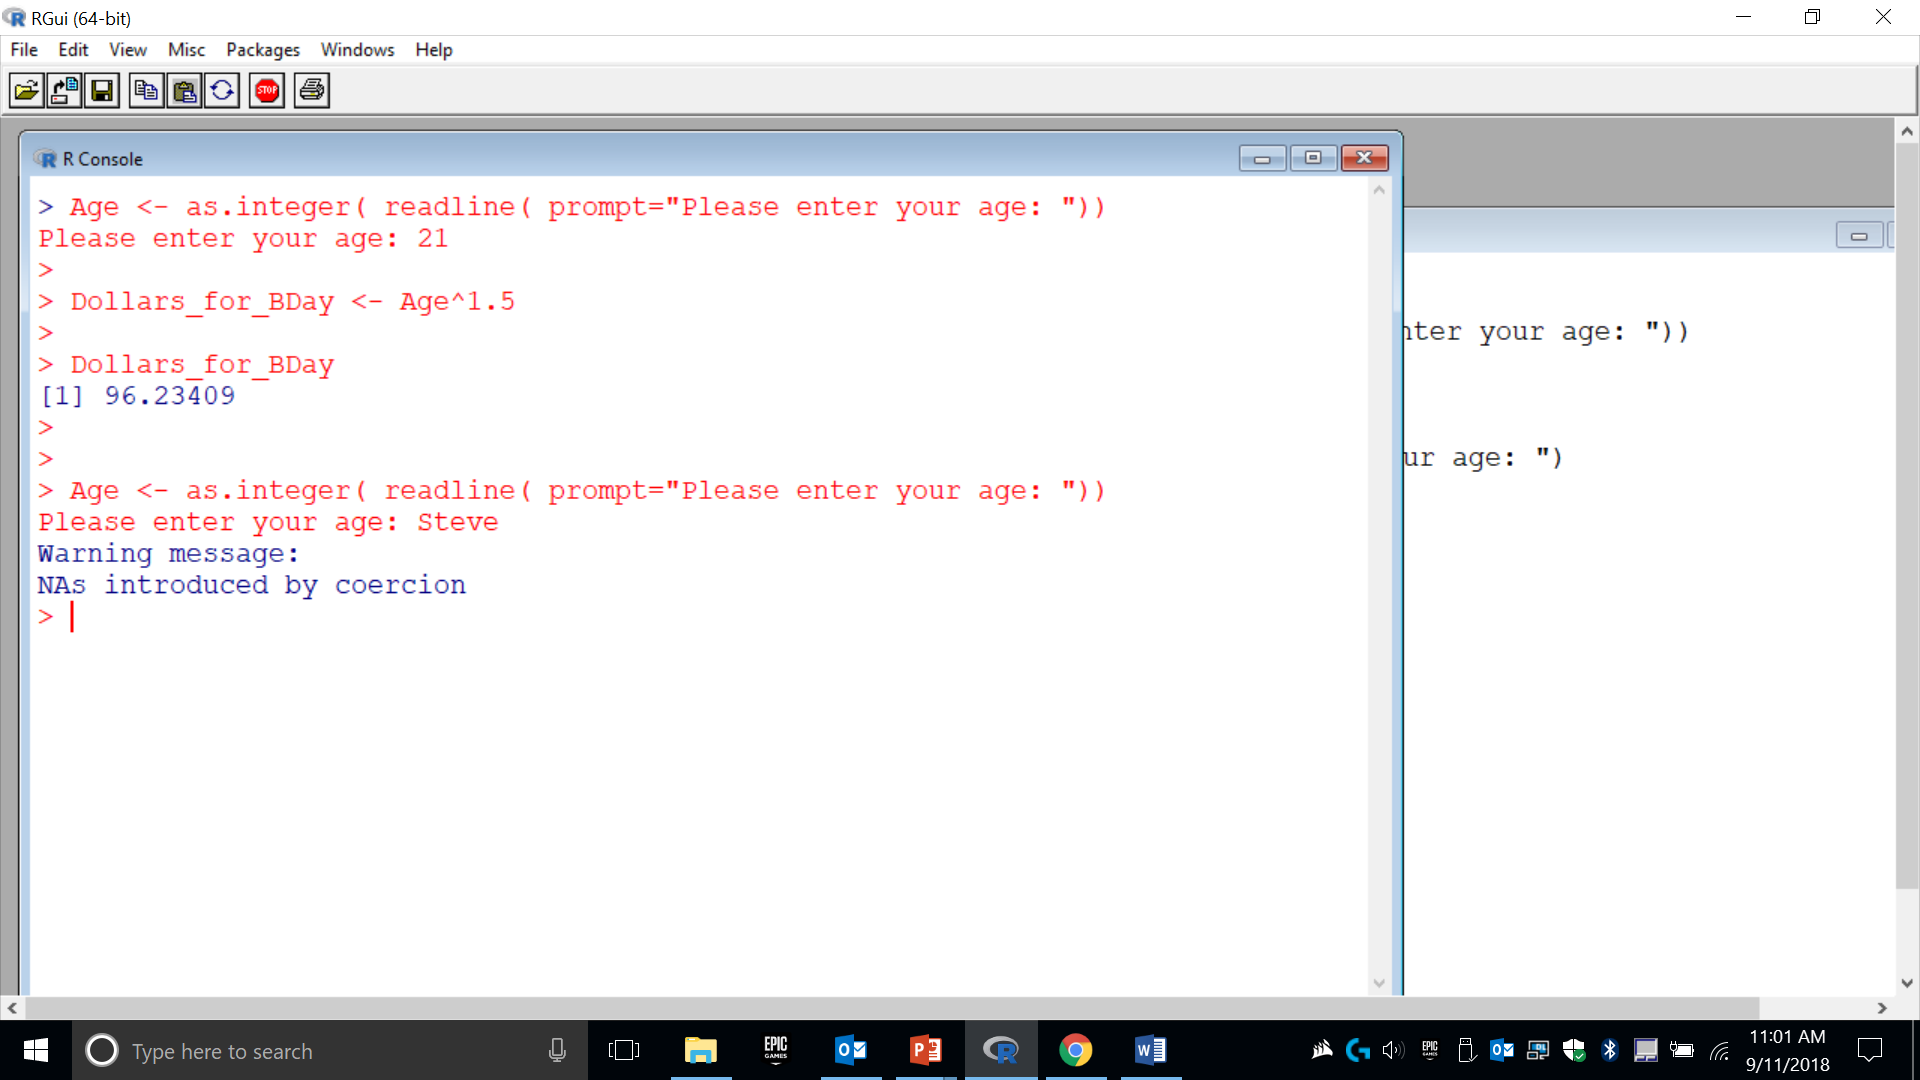 RGui (64-bit)
File Edit View Misc Packages Windows Help
STOP
R Console
> Age <- as.integer( readline( prompt="Please enter your age: "))
Please enter your age: 21
>
> Dollars_for_BDay <- Age^1.5
>
> Dollars_for_BDay
[1] 96.23409
>
>
> Age <- as.integer( readline( prompt="Please enter your age: "))
Please enter your age: Steve
Warning message:
NAs introduced by coercion
>
nter your age: "))
ur age: ")
Type here to search
EPIC GAMES
11:01 AM
9/11/2018